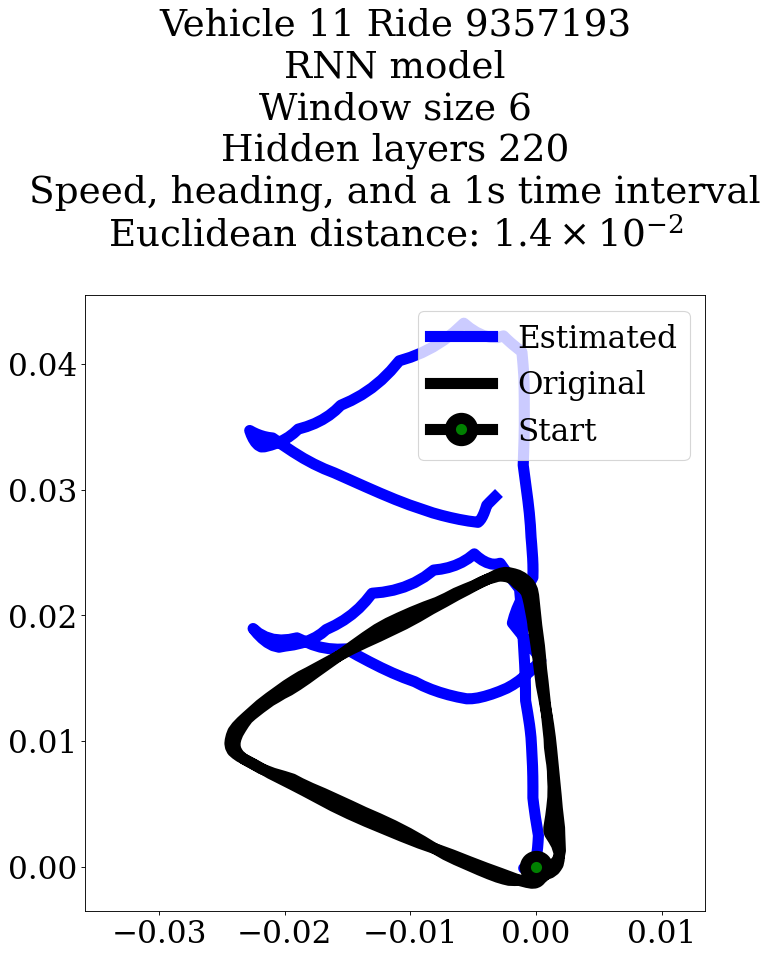 Vehicle 11 Ride 9357193
RNN model
Window size 6
Hidden layers 220
Speed, heading, and a 1s time interval
Euclidean distance: 1.4 × 10⁻²
Estimated
Original
Start
0.04
0.03
0.02
0.01
0.00
−0.03 −0.02 −0.01 0.00 0.01